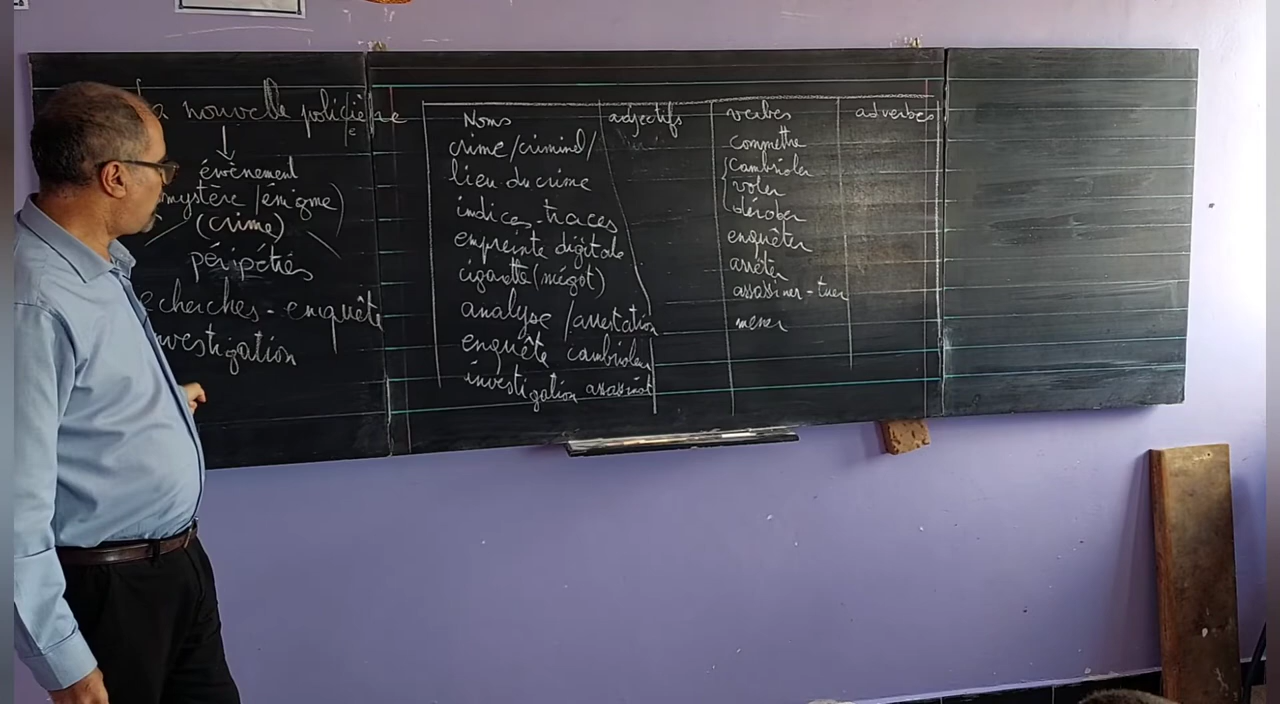 La nouvelle policière
évènement
mystère / énigme
(crime)
péripéties
echerches - enquête
vestigation
Noms adjectifs verbes adverbes
crime / criminel /
lieu du crime
indices - traces
empreinte digitale
cigarette (mégot)
analyse / arrestation
enquête cambrioleur
investigation assassinat
commettre
cambrioler
voler
dérober
enquêter
arrêter
assassiner - tuer
mener